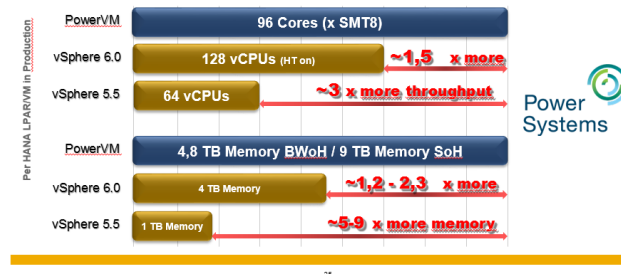 Per HANA LPAR/VM in Production
PowerVM
96 Cores (x SMT8)
vSphere 6.0
128 vCPUs (HT on)
~1,5 x more
vSphere 5.5
64 vCPUs
~3 x more throughput
Power
Systems
PowerVM
4,8 TB Memory BWoH / 9 TB Memory SoH
vSphere 6.0
4 TB Memory
~1,2 - 2,3 x more
vSphere 5.5
1 TB Memory
~5-9 x more memory